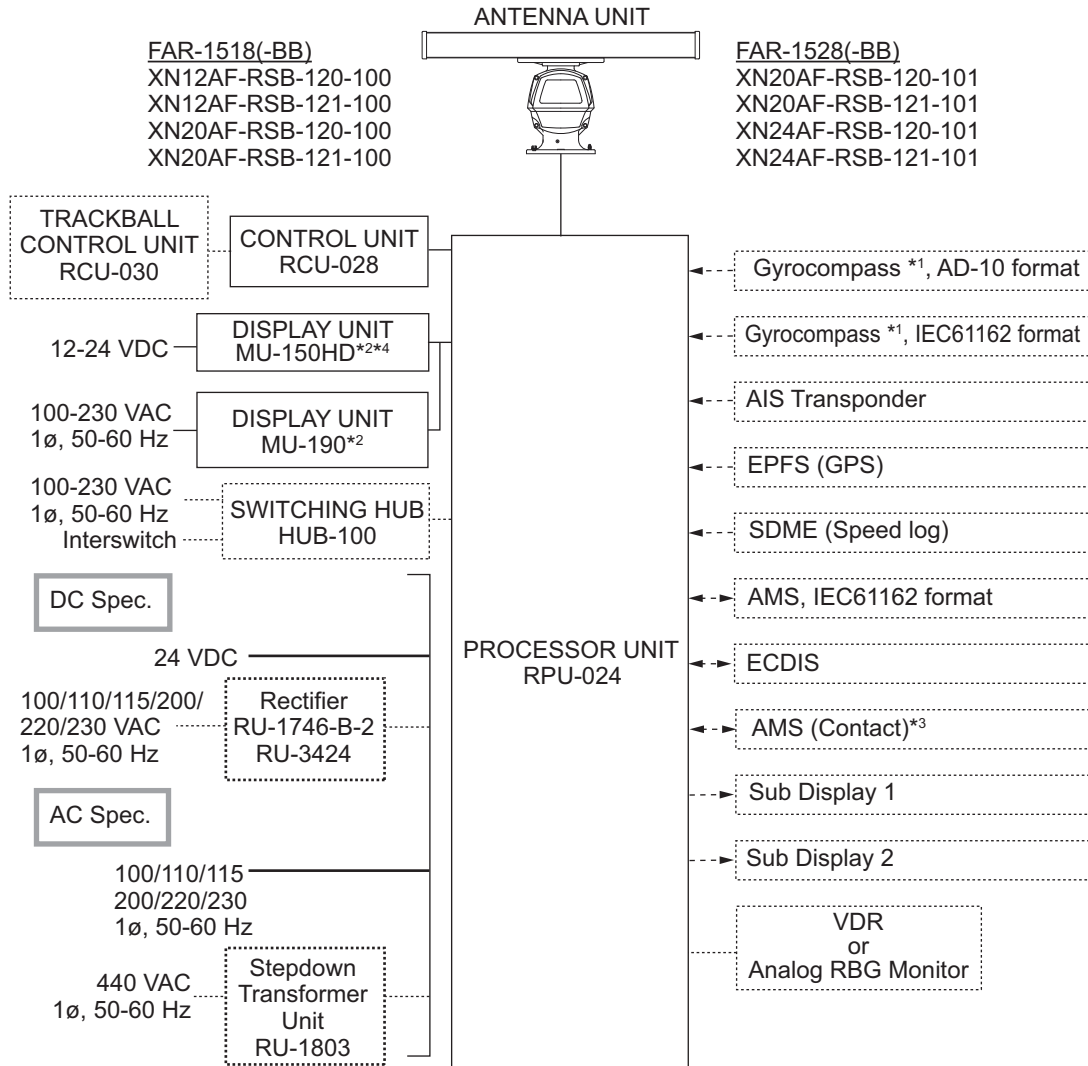 ANTENNA UNIT
FAR-1518(-BB)
XN12AF-RSB-120-100
XN12AF-RSB-121-100
XN20AF-RSB-120-100
XN20AF-RSB-121-100
FAR-1528(-BB)
XN20AF-RSB-120-101
XN20AF-RSB-121-101
XN24AF-RSB-120-101
XN24AF-RSB-121-101
TRACKBALL
CONTROL UNIT
RCU-030
CONTROL UNIT
RCU-028
12-24 VDC
DISPLAY UNIT
MU-150HD*2*4
100-230 VAC
1ø, 50-60 Hz
DISPLAY UNIT
MU-190*2
100-230 VAC
1ø, 50-60 Hz
Interswitch
SWITCHING HUB
HUB-100
DC Spec.
24 VDC
100/110/115/200/
220/230 VAC
1ø, 50-60 Hz
Rectifier
RU-1746-B-2
RU-3424
AC Spec.
100/110/115
200/220/230
1ø, 50-60 Hz
440 VAC
1ø, 50-60 Hz
Stepdown
Transformer
Unit
RU-1803
PROCESSOR UNIT
RPU-024
Gyrocompass *1, AD-10 format
Gyrocompass *1, IEC61162 format
AIS Transponder
EPFS (GPS)
SDME (Speed log)
AMS, IEC61162 format
ECDIS
AMS (Contact)*3
Sub Display 1
Sub Display 2
VDR
or
Analog RBG Monitor